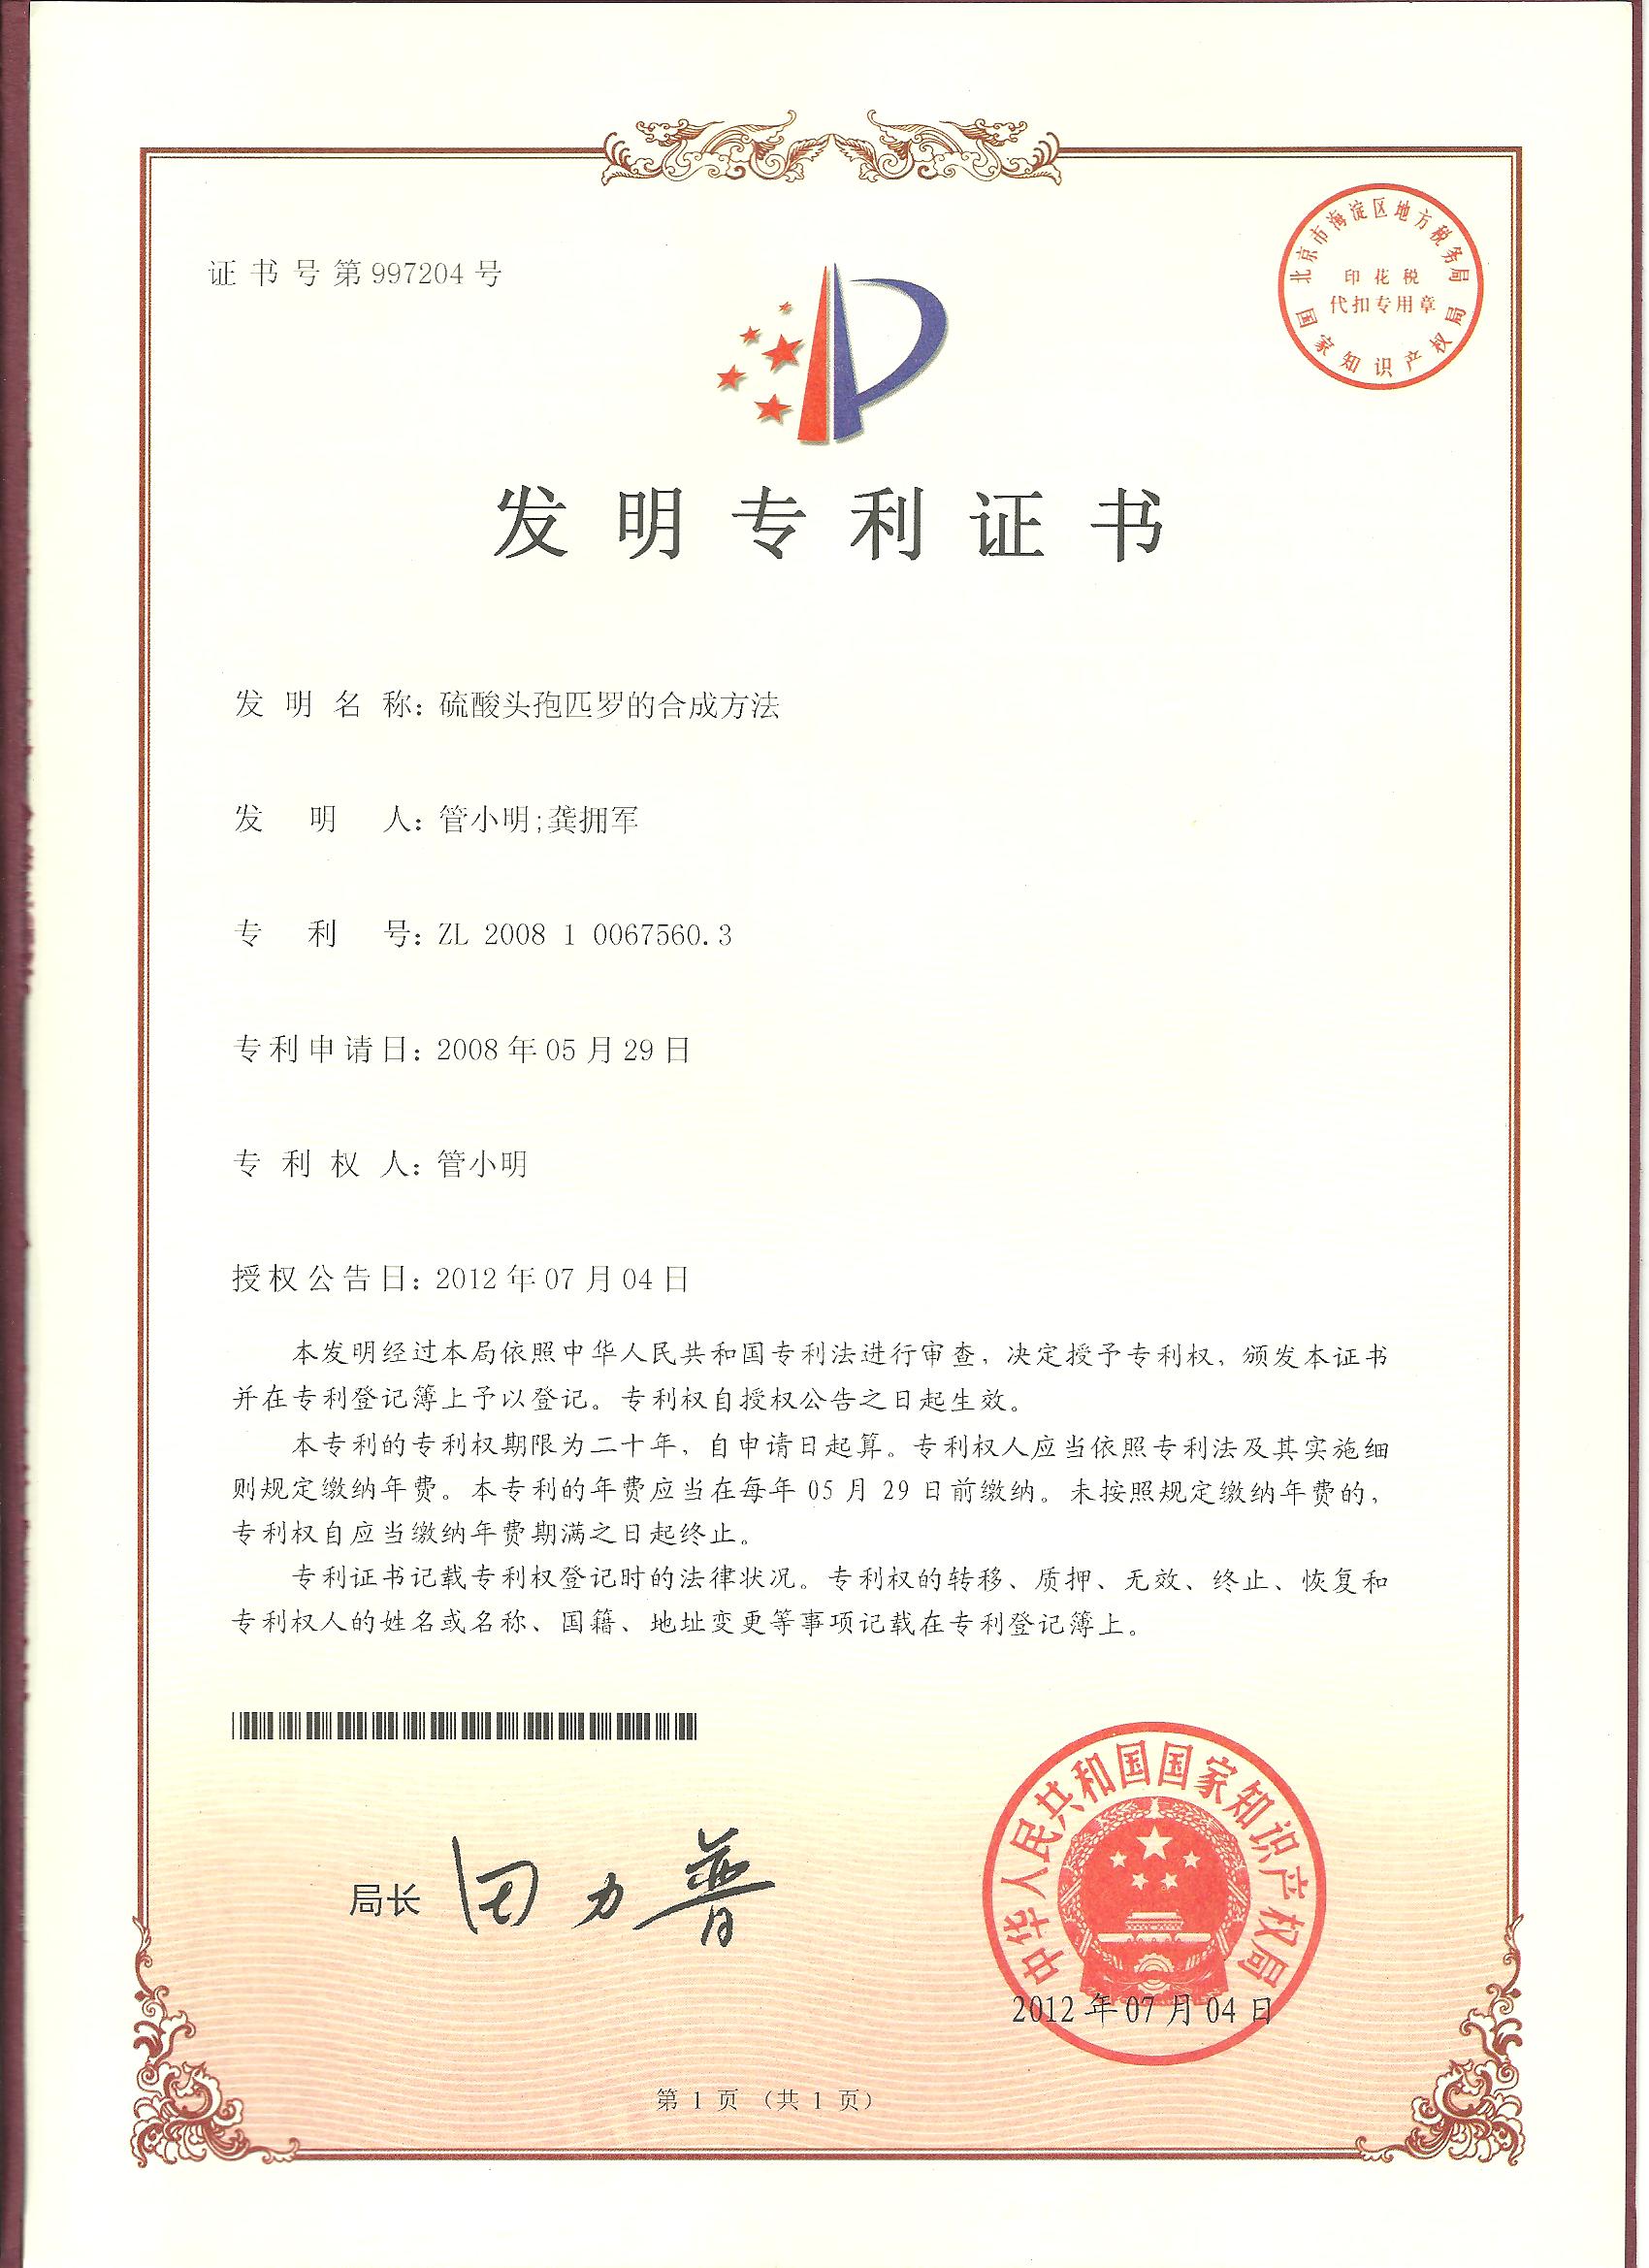 证书号第997204号
北京市海淀区地方税务局
印花税
代扣专用章
国家知识产权局
发明专利证书
发明名称：硫酸头孢匹罗的合成方法
发明人：管小明;龚拥军
专利号：ZL 2008 1 0067560.3
专利申请日：2008年05月29日
专利权人：管小明
授权公告日：2012年07月04日
本发明经过本局依照中华人民共和国专利法进行审查，决定授予专利权，颁发本证书
并在专利登记簿上予以登记。专利权自授权公告之日起生效。
本专利的专利权期限为二十年，自申请日起算。专利权人应当依照专利法及其实施细
则规定缴纳年费。本专利的年费应当在每年05月29日前缴纳。未按照规定缴纳年费的，
专利权自应当缴纳年费期满之日起终止。
专利证书记载专利权登记时的法律状况。专利权的转移、质押、无效、终止、恢复和
专利权人的姓名或名称、国籍、地址变更等事项记载在专利登记簿上。
局长 田力普
中华人民共和国国家知识产权局
2012年07月04日
第 1 页 （共 1 页）